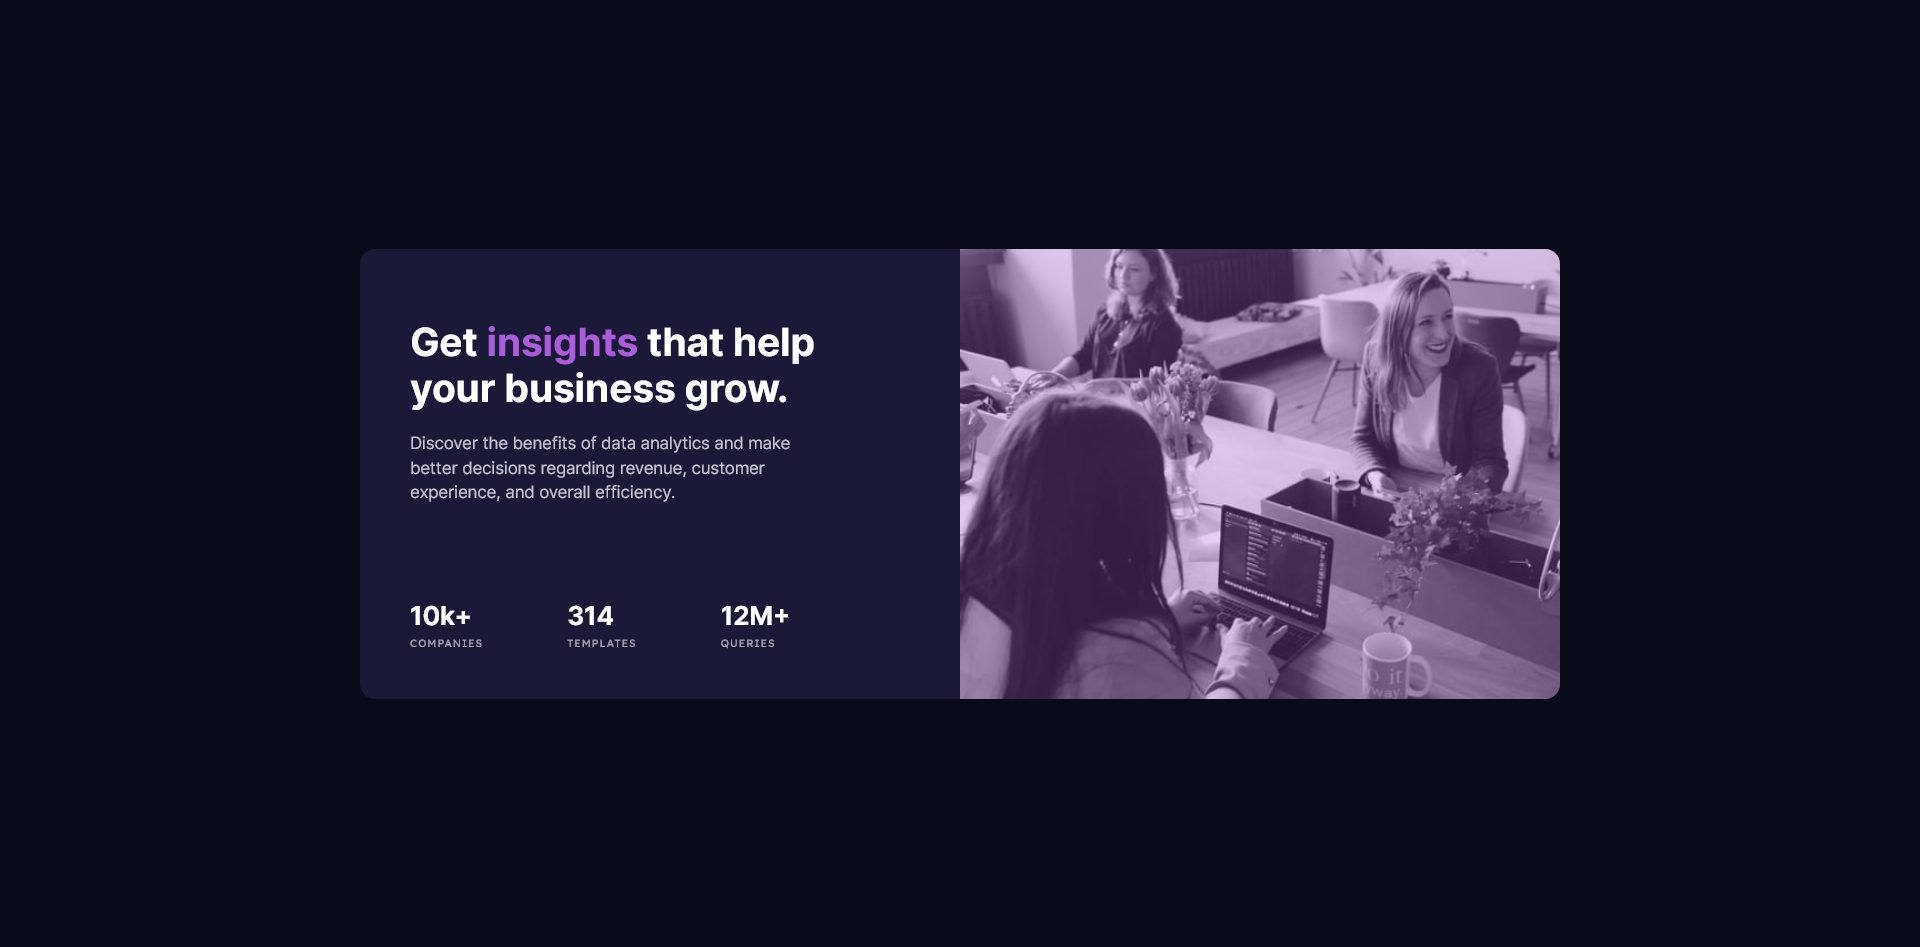 Get insights that help
your business grow.
Discover the benefits of data analytics and make
better decisions regarding revenue, customer
experience, and overall efficiency.
10k+ 314 12M+
COMPANIES TEMPLATES QUERIES